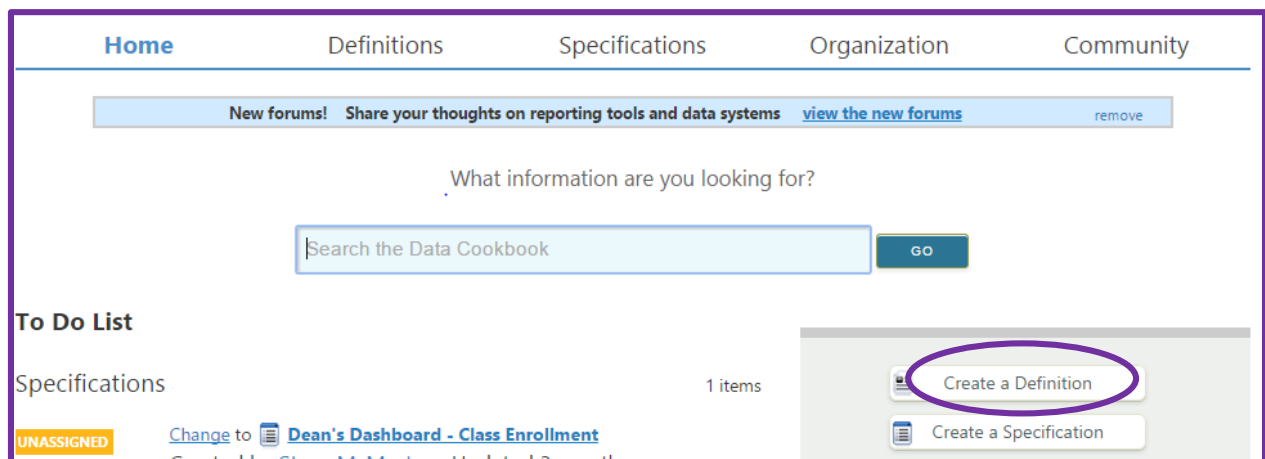 Home Definitions Specifications Organization Community
New forums! Share your thoughts on reporting tools and data systems view the new forums remove
What information are you looking for?
Search the Data Cookbook GO
To Do List
Specifications 1 items
Create a Definition
UNASSIGNED Change to Dean's Dashboard - Class Enrollment
Create a Specification